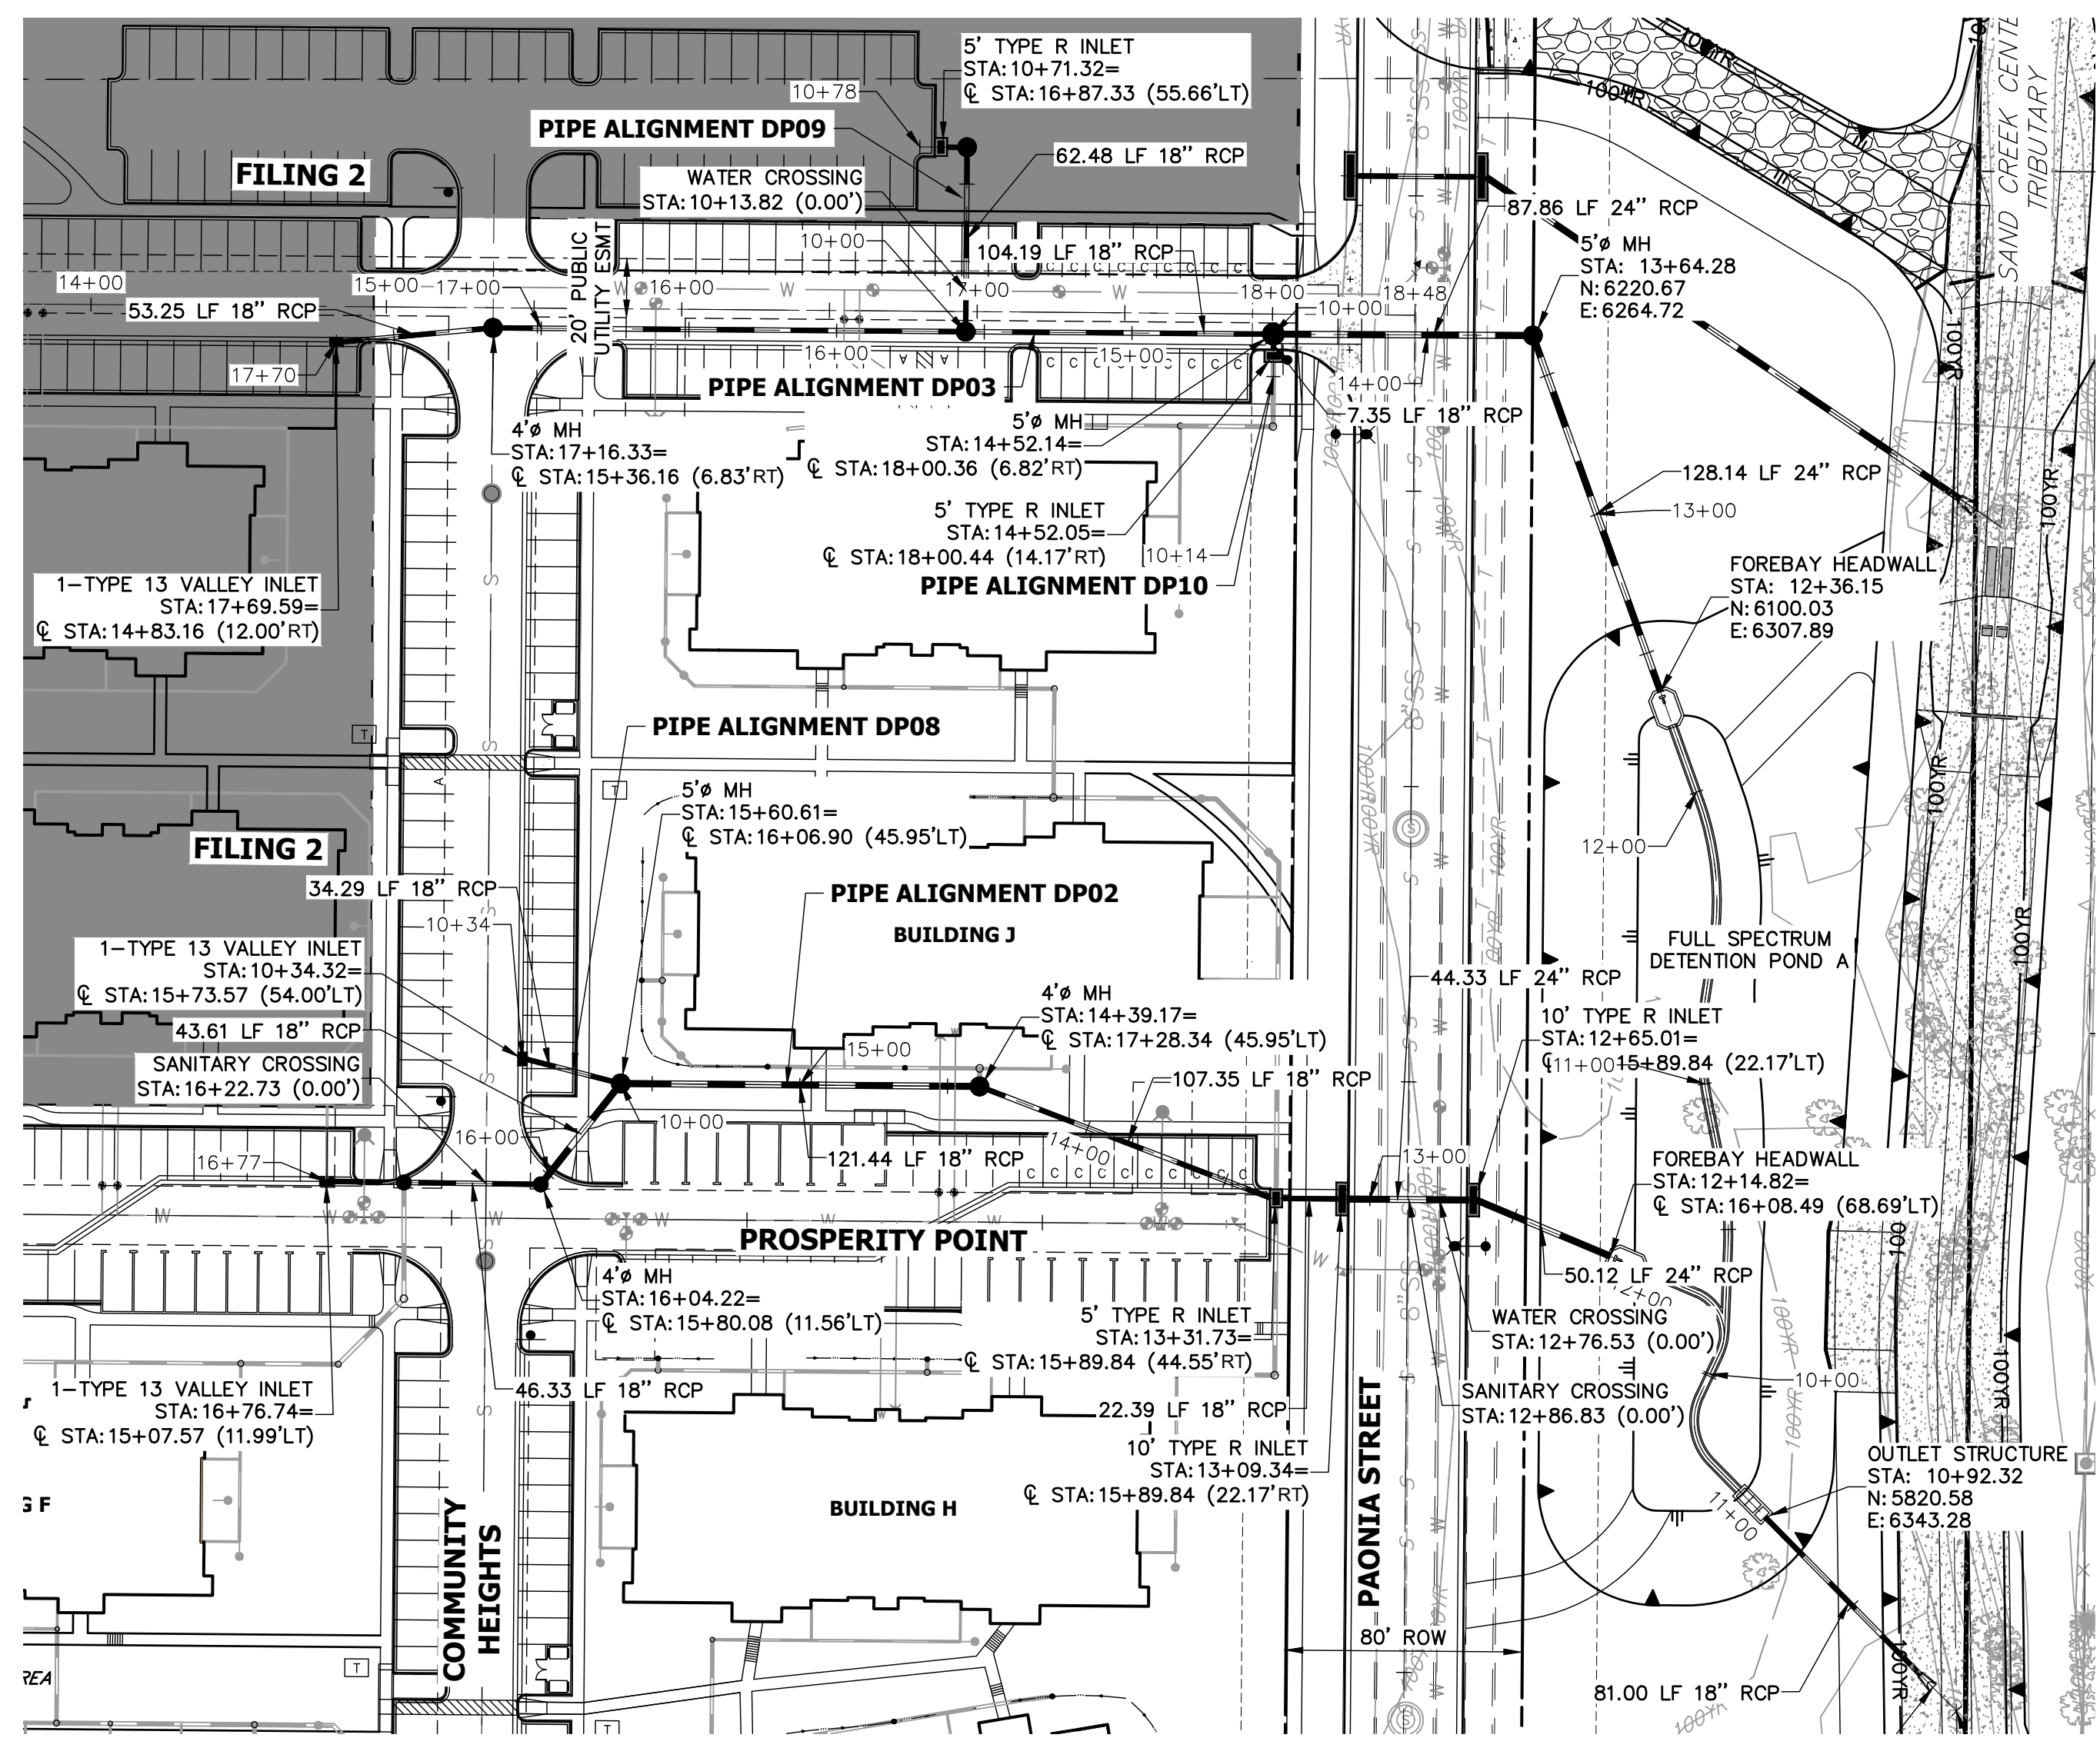 5' TYPE R INLET
STA:10+71.32=
℄ STA:16+87.33 (55.66'LT)
10+78
PIPE ALIGNMENT DP09
62.48 LF 18" RCP
FILING 2
WATER CROSSING
STA:10+13.82 (0.00')
20' PUBLIC
UTILITY ESMT
10+00
104.19 LF 18" RCP
87.86 LF 24" RCP
5'ø MH
STA: 13+64.28
N:6220.67
E:6264.72
SAND CREEK CENTE
TRIBUTARY
100YR
100YR
14+00
15+00
17+00
16+00
17+00
18+00
18+48
10+00
53.25 LF 18" RCP
17+70
16+00
15+00
14+00
PIPE ALIGNMENT DP03
7.35 LF 18" RCP
4'ø MH
STA:17+16.33=
℄ STA:15+36.16 (6.83'RT)
5'ø MH
STA:14+52.14=
℄ STA:18+00.36 (6.82'RT)
5' TYPE R INLET
STA:14+52.05=
℄ STA:18+00.44 (14.17'RT)
10+14
PIPE ALIGNMENT DP10
128.14 LF 24" RCP
13+00
FOREBAY HEADWALL
STA: 12+36.15
N:6100.03
E:6307.89
1-TYPE 13 VALLEY INLET
STA:17+69.59=
℄ STA:14+83.16 (12.00'RT)
PIPE ALIGNMENT DP08
T
T
5'ø MH
STA:15+60.61=
℄ STA:16+06.90 (45.95'LT)
12+00
FILING 2
34.29 LF 18" RCP
10+34
PIPE ALIGNMENT DP02
BUILDING J
FULL SPECTRUM
DETENTION POND A
1-TYPE 13 VALLEY INLET
STA:10+34.32=
℄ STA:15+73.57 (54.00'LT)
43.61 LF 18" RCP
SANITARY CROSSING
STA:16+22.73 (0.00')
4'ø MH
STA:14+39.17=
℄ STA:17+28.34 (45.95'LT)
44.33 LF 24" RCP
10' TYPE R INLET
STA:12+65.01=
℄ 11+00 15+89.84 (22.17'LT)
15+00
107.35 LF 18" RCP
16+00
10+00
14+00
13+00
16+77
121.44 LF 18" RCP
FOREBAY HEADWALL
STA:12+14.82=
℄ STA:16+08.49 (68.69'LT)
PROSPERITY POINT
50.12 LF 24" RCP
12+00
4'ø MH
STA:16+04.22=
℄ STA:15+80.08 (11.56'LT)
5' TYPE R INLET
STA:13+31.73=
℄ STA:15+89.84 (44.55'RT)
WATER CROSSING
STA:12+76.53 (0.00')
10+00
1-TYPE 13 VALLEY INLET
STA:16+76.74=
℄ STA:15+07.57 (11.99'LT)
46.33 LF 18" RCP
22.39 LF 18" RCP
SANITARY CROSSING
STA:12+86.83 (0.00')
10' TYPE R INLET
STA:13+09.34=
℄ STA:15+89.84 (22.17'RT)
OUTLET STRUCTURE
STA: 10+92.32
N:5820.58
E:6343.28
11+00
G F
BUILDING H
COMMUNITY
HEIGHTS
PAONIA STREET
80' ROW
T
REA
81.00 LF 18" RCP
100YR